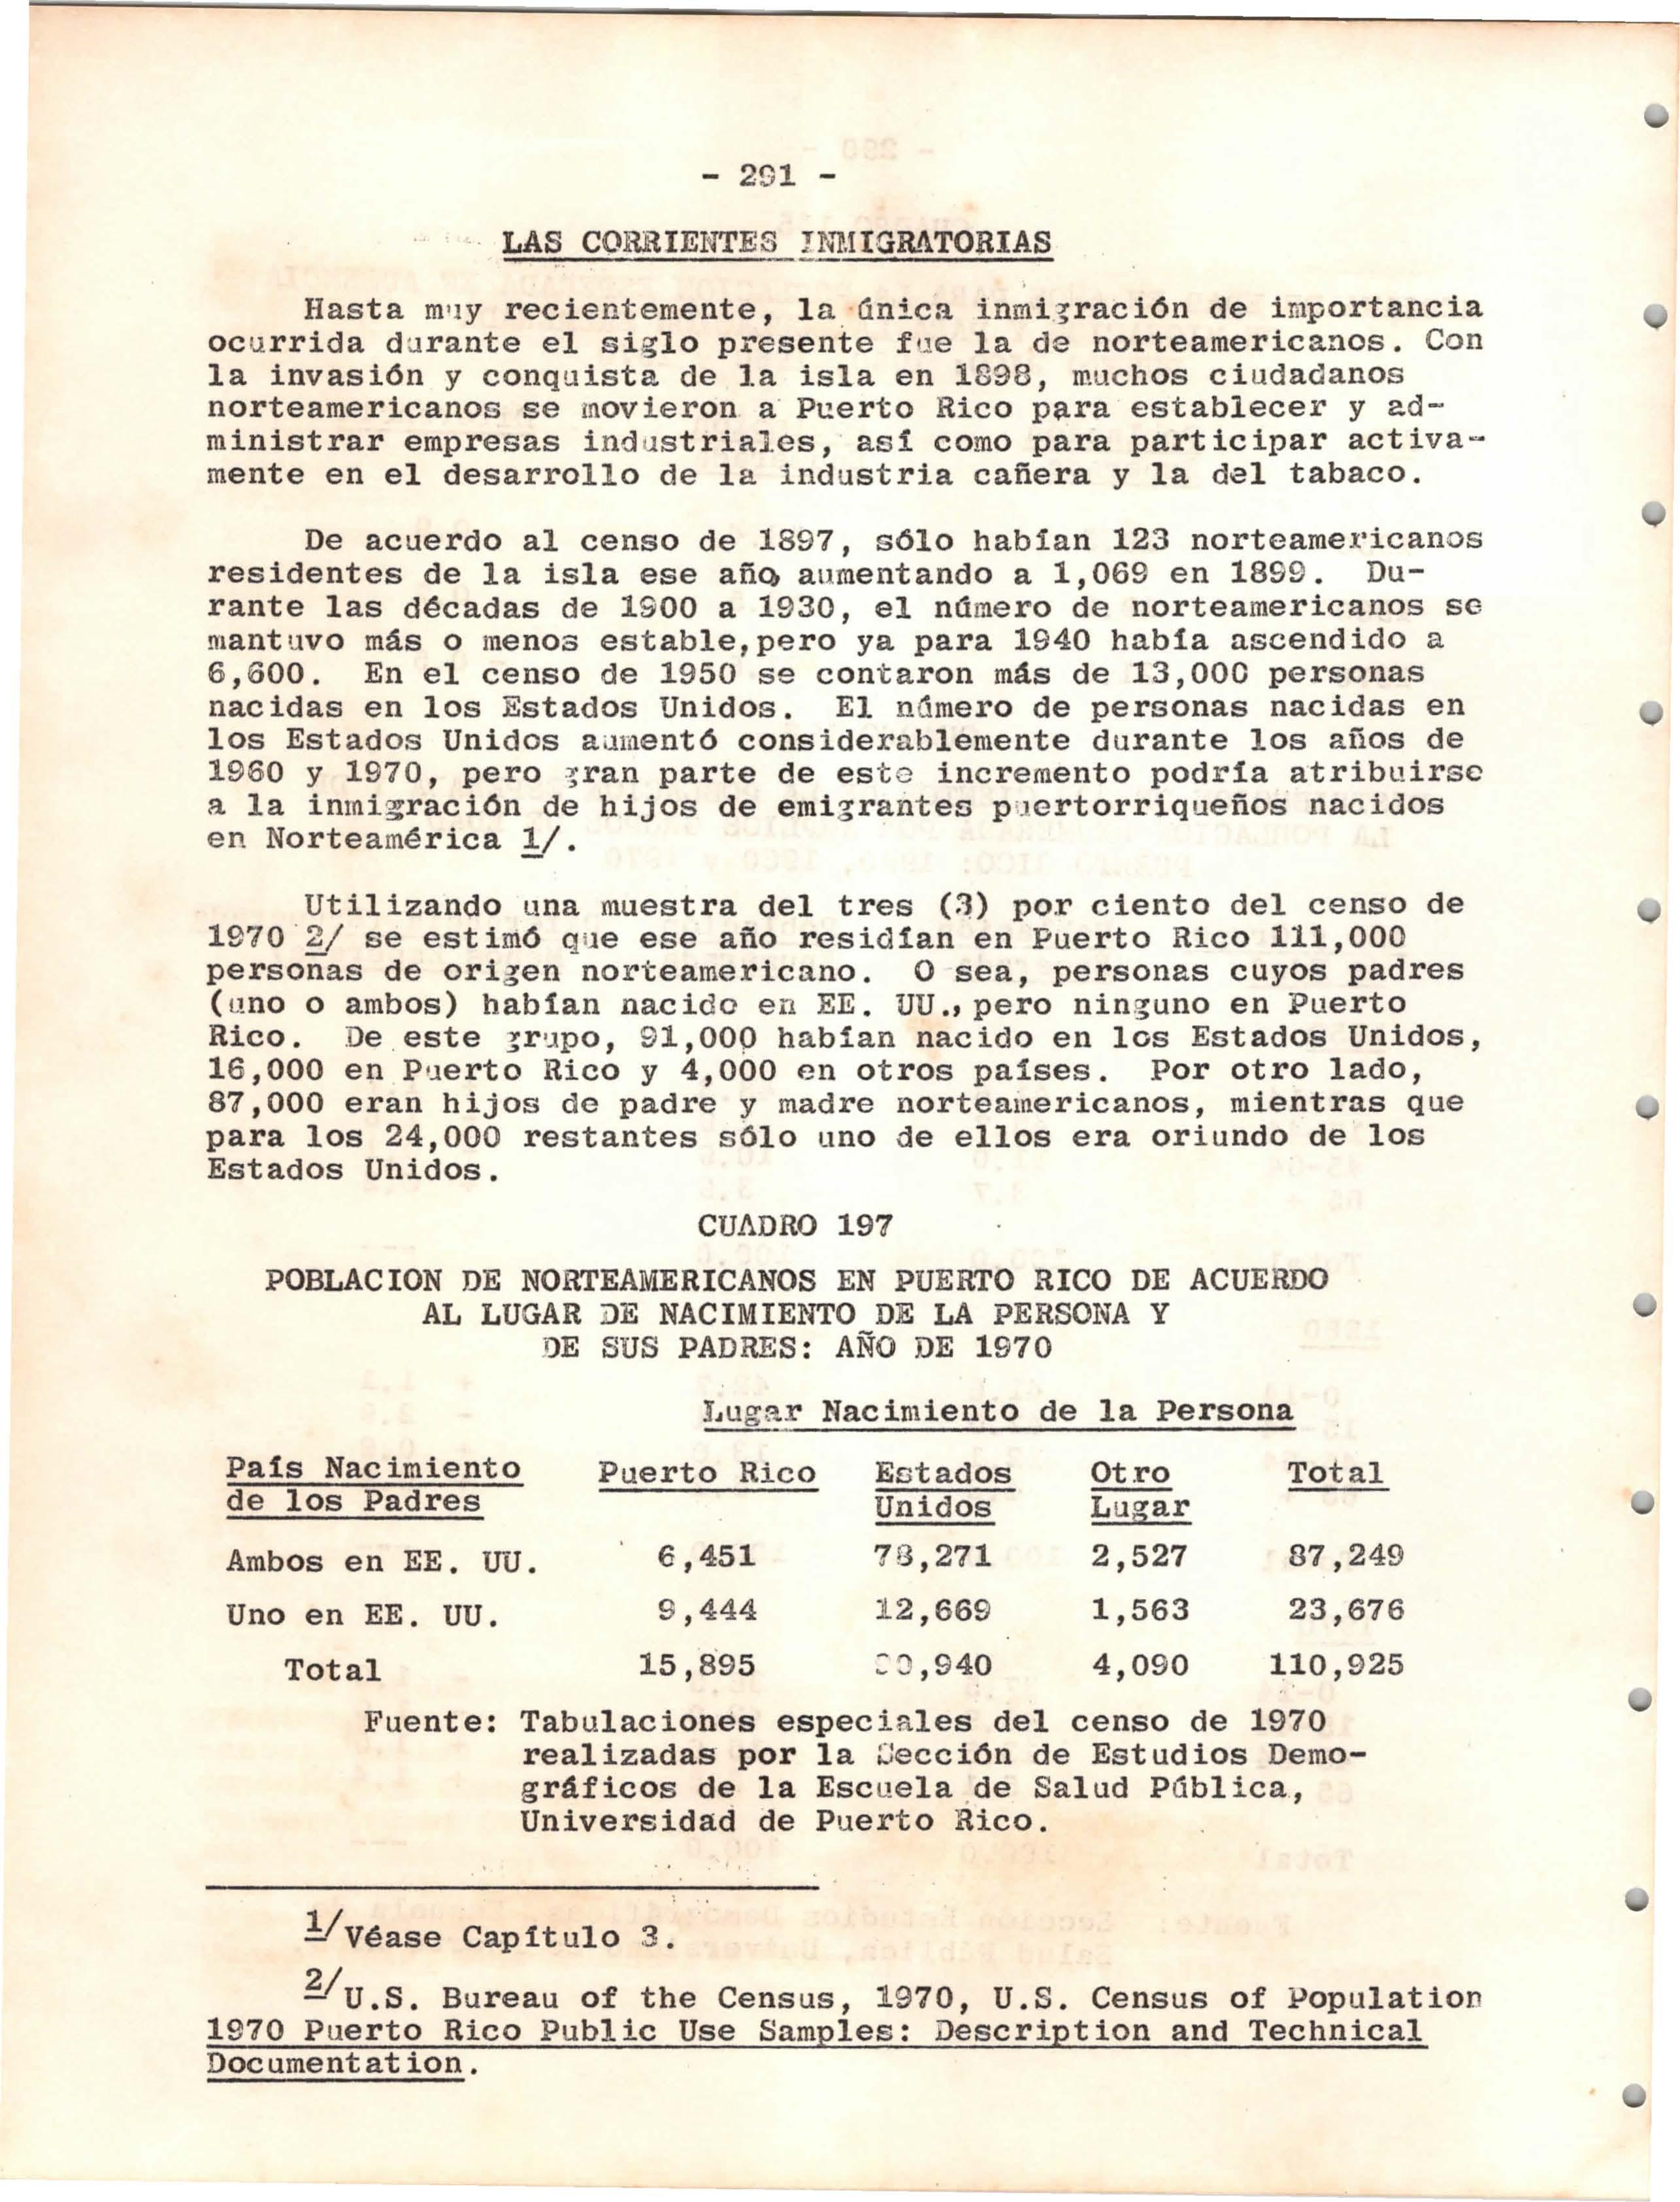 - 291 -
LAS CORRIENTES INMIGRATORIAS
Hasta muy recientemente, la única inmigración de importancia
ocurrida durante el siglo presente fue la de norteamericanos. Con
la invasión y conquista de la isla en 1898, muchos ciudadanos
norteamericanos se movieron a Puerto Rico para establecer y ad-
ministrar empresas industriales, así como para participar activa-
mente en el desarrollo de la industria cañera y la del tabaco.
De acuerdo al censo de 1897, sólo habían 123 norteamericanos
residentes de la isla ese año, aumentando a 1,069 en 1899. Du-
rante las décadas de 1900 a 1930, el número de norteamericanos se
mantuvo más o menos estable, pero ya para 1940 había ascendido a
6,600. En el censo de 1950 se contaron más de 13,000 personas
nacidas en los Estados Unidos. El número de personas nacidas en
los Estados Unidos aumentó considerablemente durante los años de
1960 y 1970, pero gran parte de este incremento podría atribuirse
a la inmigración de hijos de emigrantes puertorriqueños nacidos
en Norteamérica 1/.
Utilizando una muestra del tres (3) por ciento del censo de
1970 2/ se estimó que ese año residían en Puerto Rico 111,000
personas de origen norteamericano. O sea, personas cuyos padres
(uno o ambos) habían nacido en EE. UU., pero ninguno en Puerto
Rico. De este grupo, 91,000 habían nacido en los Estados Unidos,
16,000 en Puerto Rico y 4,000 en otros países. Por otro lado,
87,000 eran hijos de padre y madre norteamericanos, mientras que
para los 24,000 restantes sólo uno de ellos era oriundo de los
Estados Unidos.
CUADRO 197
POBLACION DE NORTEAMERICANOS EN PUERTO RICO DE ACUERDO
AL LUGAR DE NACIMIENTO DE LA PERSONA Y
DE SUS PADRES: AÑO DE 1970
Lugar Nacimiento de la Persona
País Nacimiento Puerto Rico Estados Otro Total
de los Padres Unidos Lugar
Ambos en EE. UU. 6,451 78,271 2,527 87,249
Uno en EE. UU. 9,444 12,669 1,563 23,676
Total 15,895 90,940 4,090 110,925
Fuente: Tabulaciones especiales del censo de 1970
realizadas por la Sección de Estudios Demo-
gráficos de la Escuela de Salud Pública,
Universidad de Puerto Rico.
1/Véase Capítulo 3.
2/U.S. Bureau of the Census, 1970, U.S. Census of Population
1970 Puerto Rico Public Use Samples: Description and Technical
Documentation.